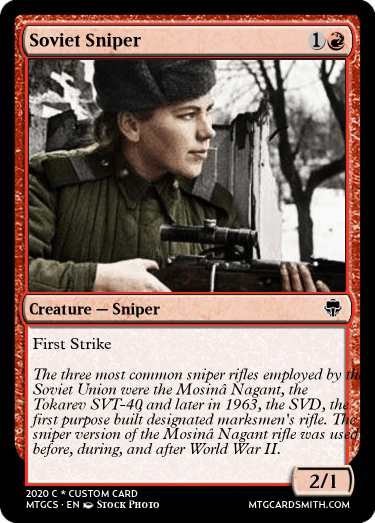 Soviet Sniper 1
Creature — Sniper
First Strike
The three most common sniper rifles employed by th
Soviet Union were the Mosinâ Nagant, the
Tokarev SVT-40 and later in 1963, the SVD, the
first purpose built designated marksmen's rifle. The
sniper version of the Mosinâ Nagant rifle was used
before, during, and after World War II.
2/1
2020 C * CUSTOM CARD
MTGCS · EN Stock Photo
MTGCARDSMITH.COM